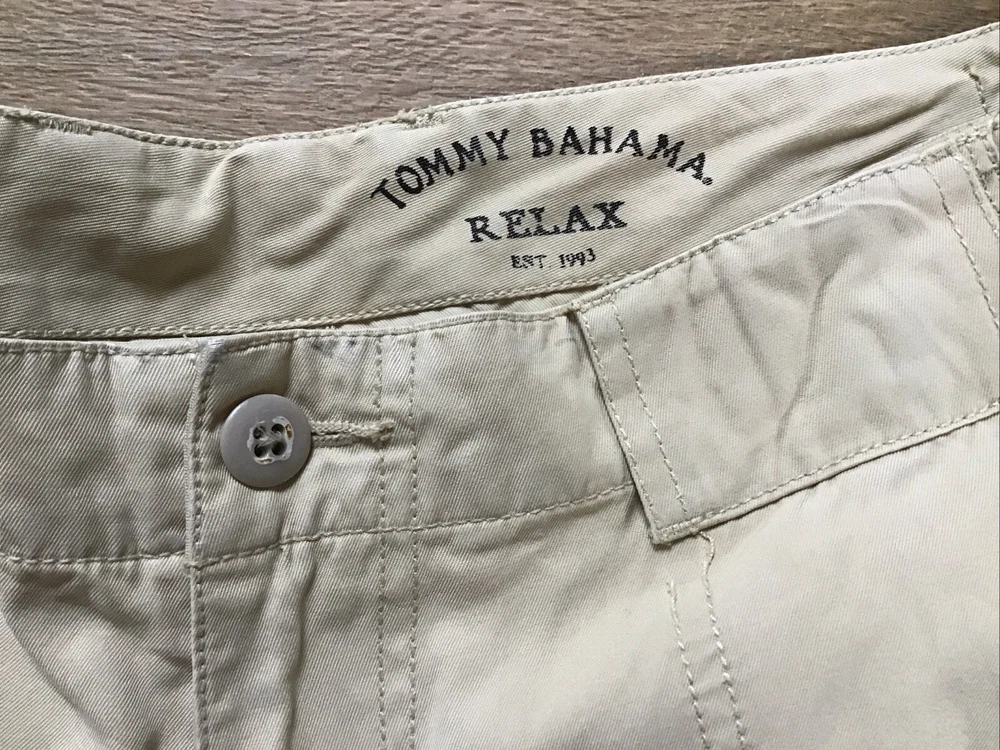 TOMMY BAHAMA.
RELAX
EST. 1993